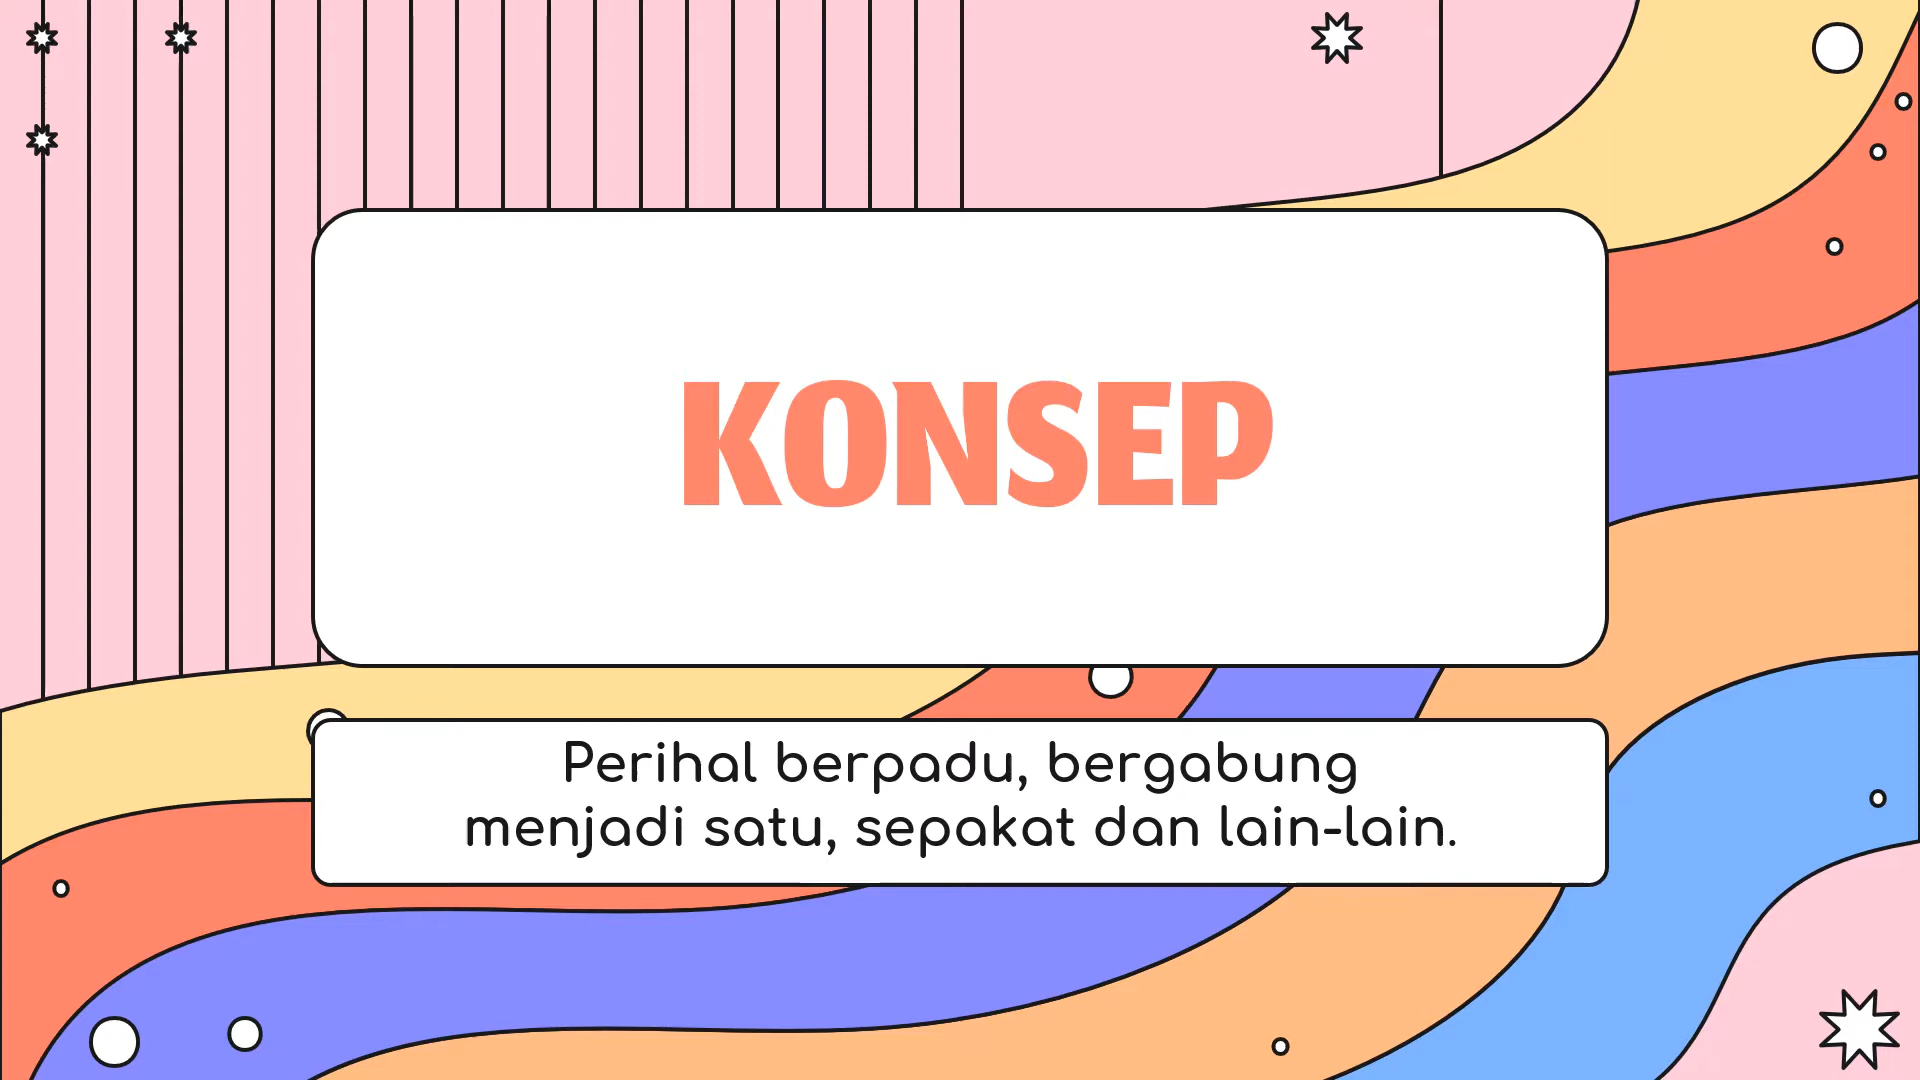 KONSEP
Perihal berpadu, bergabung
menjadi satu, sepakat dan lain-lain.